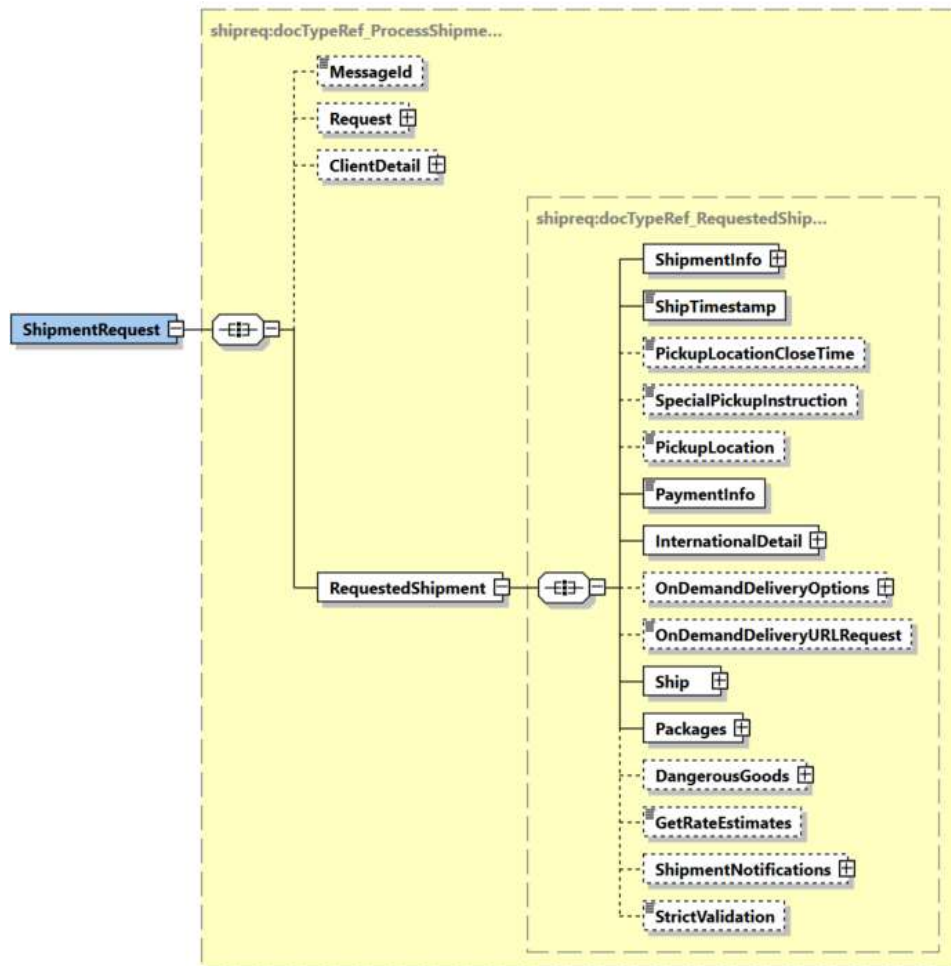 shipreq:docTypeRef_ProcessShipme...
MessageId
Request
ClientDetail
shipreq:docTypeRef_RequestedShip...
ShipmentInfo
ShipTimestamp
ShipmentRequest
PickupLocationCloseTime
SpecialPickupInstruction
PickupLocation
PaymentInfo
InternationalDetail
RequestedShipment
OnDemandDeliveryOptions
OnDemandDeliveryURLRequest
Ship
Packages
DangerousGoods
GetRateEstimates
ShipmentNotifications
StrictValidation